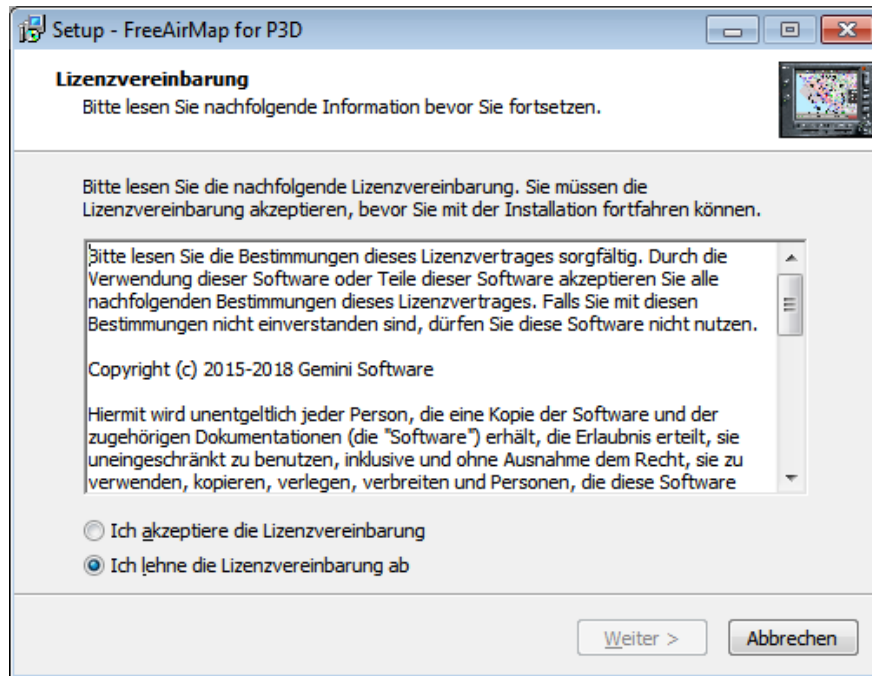 Setup - FreeAirMap for P3D
Lizenzvereinbarung
Bitte lesen Sie nachfolgende Information bevor Sie fortsetzen.
Bitte lesen Sie die nachfolgende Lizenzvereinbarung. Sie müssen die
Lizenzvereinbarung akzeptieren, bevor Sie mit der Installation fortfahren können.
Bitte lesen Sie die Bestimmungen dieses Lizenzvertrages sorgfältig. Durch die
Verwendung dieser Software oder Teile dieser Software akzeptieren Sie alle
nachfolgenden Bestimmungen dieses Lizenzvertrages. Falls Sie mit diesen
Bestimmungen nicht einverstanden sind, dürfen Sie diese Software nicht nutzen.
Copyright (c) 2015-2018 Gemini Software
Hiermit wird unentgeltlich jeder Person, die eine Kopie der Software und der
zugehörigen Dokumentationen (die "Software") erhält, die Erlaubnis erteilt, sie
uneingeschränkt zu benutzen, inklusive und ohne Ausnahme dem Recht, sie zu
verwenden, kopieren, verlegen, verbreiten und Personen, die diese Software
Ich akzeptiere die Lizenzvereinbarung
Ich lehne die Lizenzvereinbarung ab
Weiter >
Abbrechen